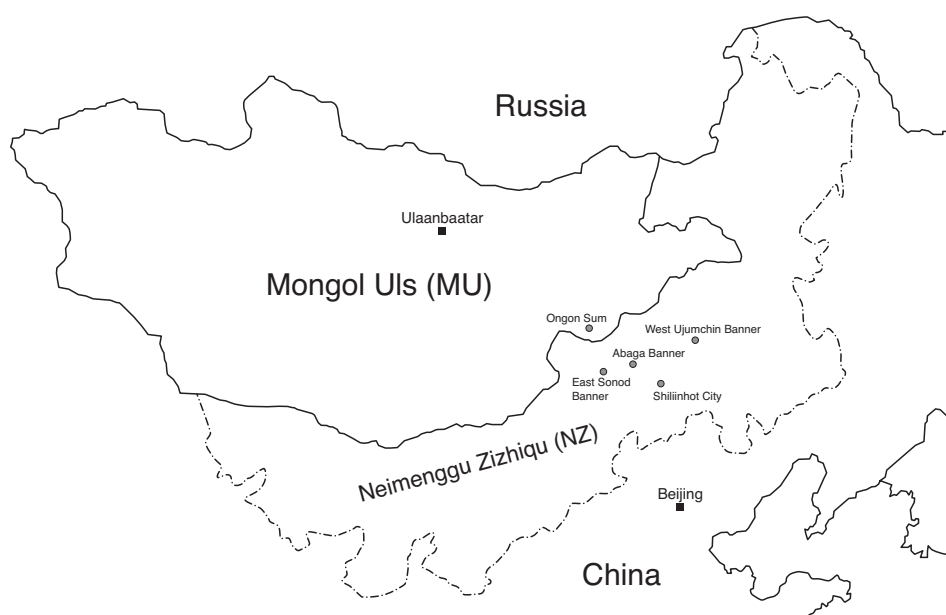 Russia
Ulaanbaatar
Mongol Uls (MU)
Ongon Sum
West Ujumchin Banner
Abaga Banner
East Sonod
Banner
Shiliinhot City
Neimenggu Zizhiqu (NZ)
Beijing
China